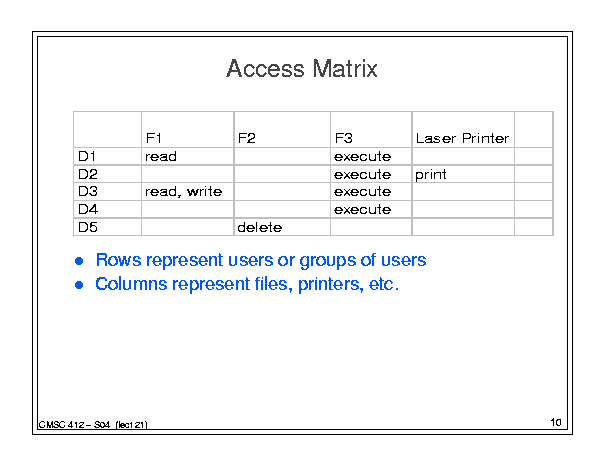 Access Matrix
F1 F2 F3 Laser Printer
D1 read execute
D2 execute print
D3 read, write execute
D4 execute
D5 delete
● Rows represent users or groups of users
● Columns represent files, printers, etc.
CMSC 412 – S04 (lect 21)
10